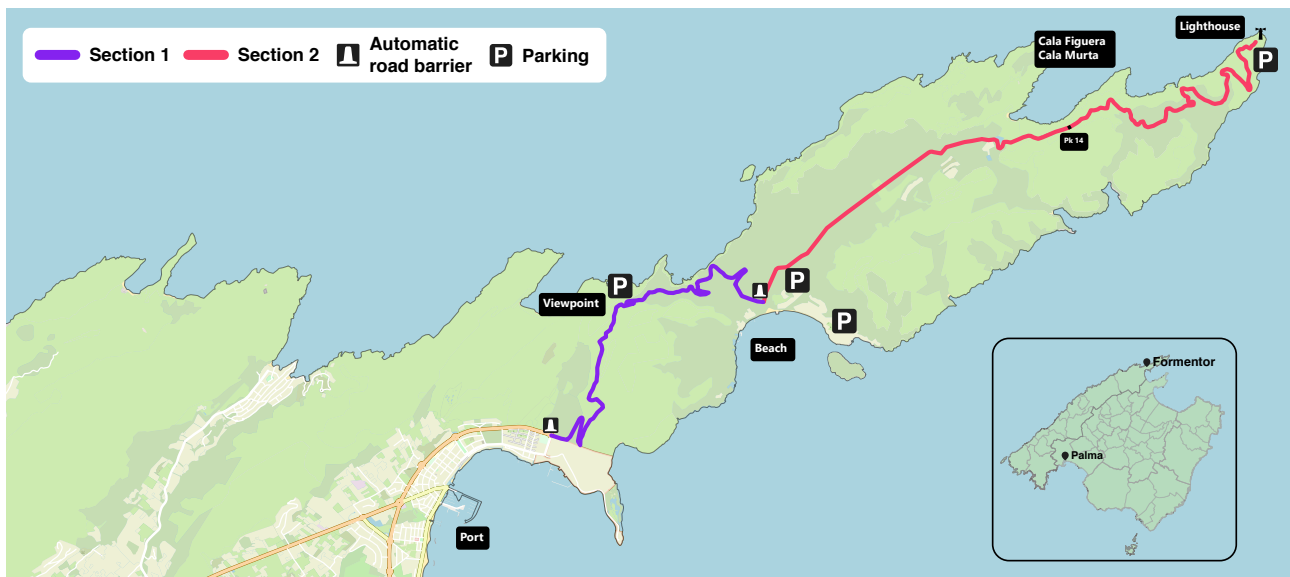 Section 1
Section 2
Automatic
road barrier
P
Parking
Lighthouse
P
Cala Figuera
Cala Murta
Pk 14
P
Viewpoint
P
P
Beach
Port
Formentor
Palma